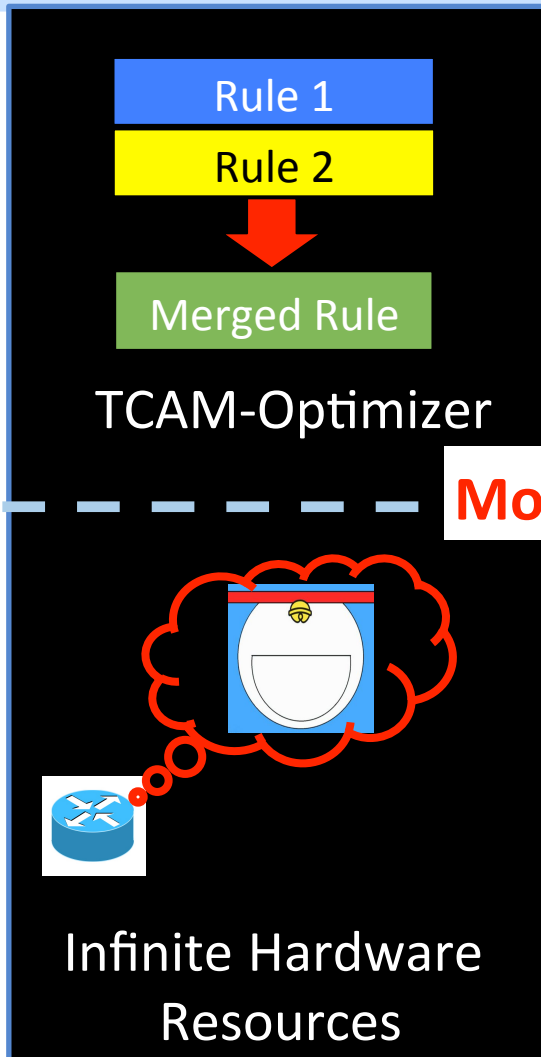 Rule 1
Rule 2
Merged Rule
TCAM-Optimizer
Mo
Infinite Hardware
Resources